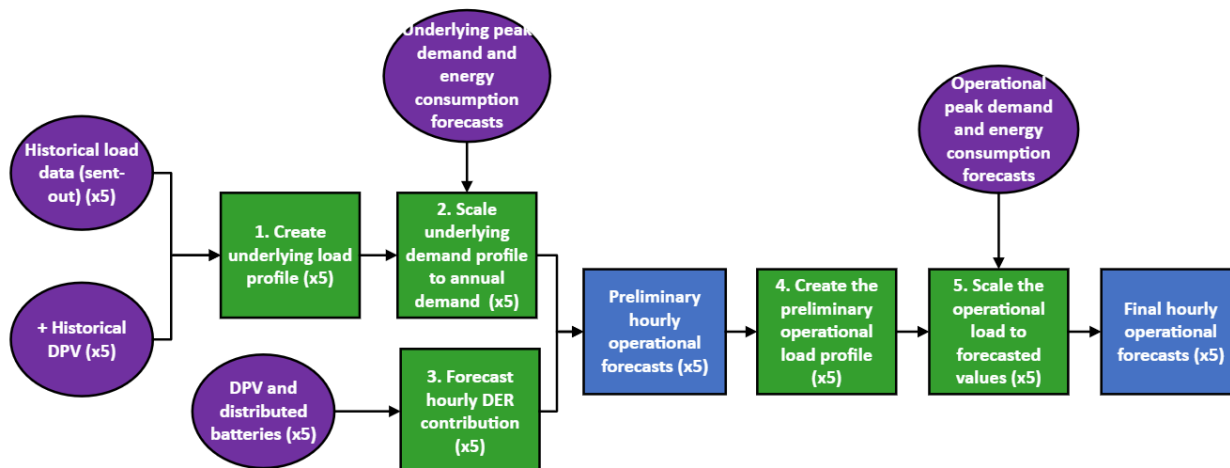 Underlying peak
demand and
energy
consumption
forecasts
Operational
peak demand
and energy
consumption
forecasts
Historical load
data (sent-
out) (x5)
1. Create
underlying load
profile (x5)
2. Scale
underlying
demand profile
to annual
demand  (x5)
+ Historical
DPV (x5)
Preliminary
hourly
operational
forecasts (x5)
4. Create the
preliminary
operational
load profile
(x5)
5. Scale the
operational
load to
forecasted
values (x5)
Final hourly
operational
forecasts (x5)
DPV and
distributed
batteries (x5)
3. Forecast
hourly DER
contribution
(x5)